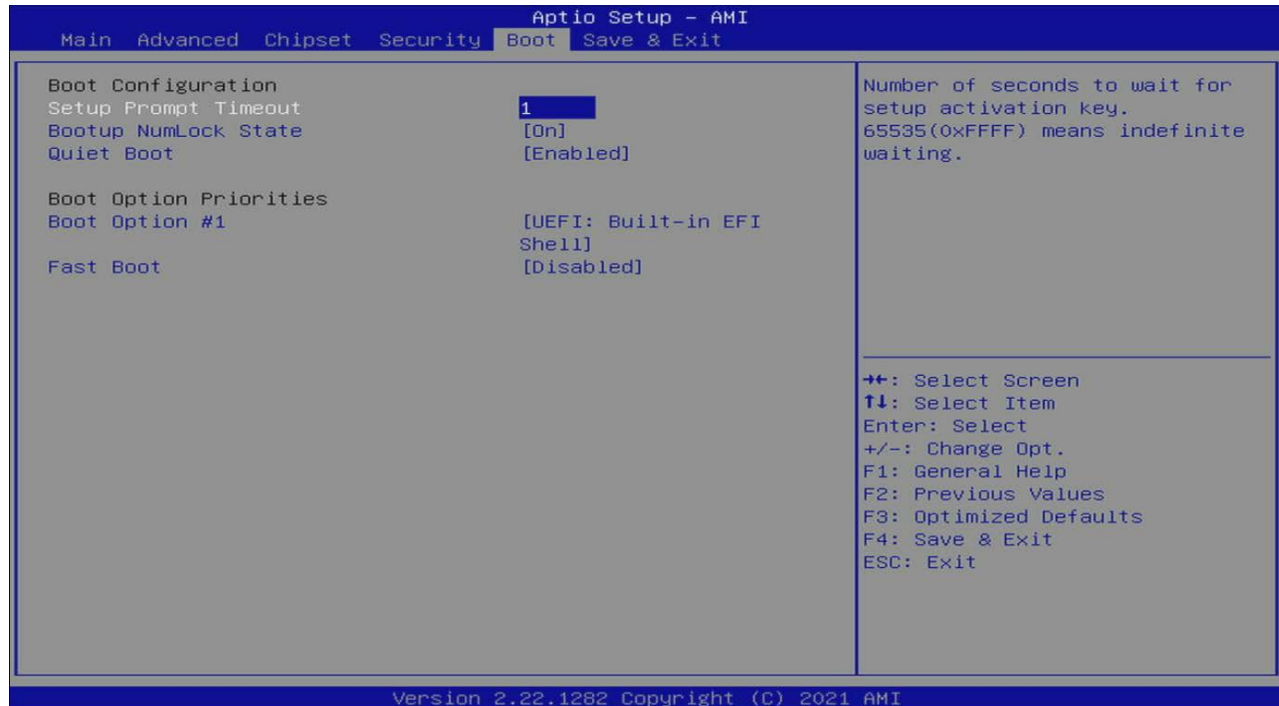 Aptio Setup – AMI
Main Advanced Chipset Security Boot Save & Exit
Boot Configuration
Setup Prompt Timeout 1
Bootup NumLock State [On]
Quiet Boot [Enabled]
Boot Option Priorities
Boot Option #1 [UEFI: Built-in EFI
Shell]
Fast Boot [Disabled]
Number of seconds to wait for
setup activation key.
65535(0xFFFF) means indefinite
waiting.
→←: Select Screen
↑↓: Select Item
Enter: Select
+/-: Change Opt.
F1: General Help
F2: Previous Values
F3: Optimized Defaults
F4: Save & Exit
ESC: Exit
Version 2.22.1282 Copyright (C) 2021 AMI